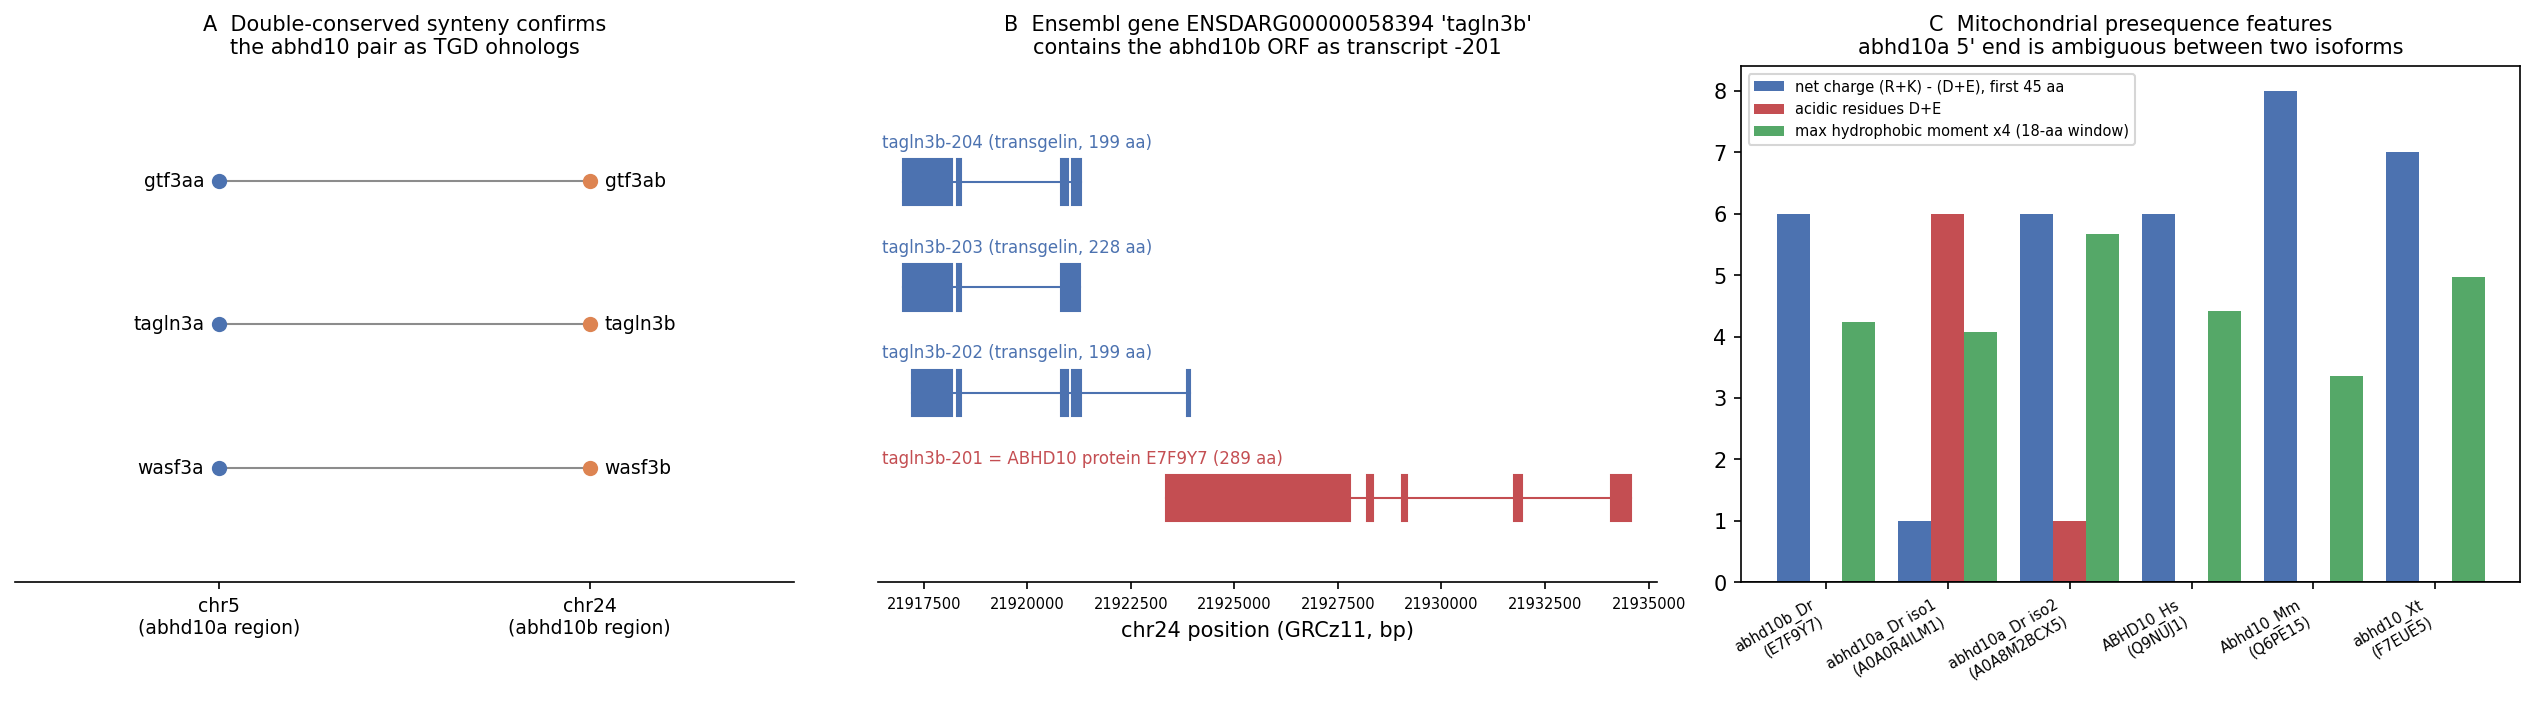 A  Double-conserved synteny confirms
the abhd10 pair as TGD ohnologs
gtf3aa
gtf3ab
tagln3a
tagln3b
wasf3a
wasf3b
chr5
(abhd10a region)
chr24
(abhd10b region)
B  Ensembl gene ENSDARG00000058394 'tagln3b'
contains the abhd10b ORF as transcript -201
tagln3b-204 (transgelin, 199 aa)
tagln3b-203 (transgelin, 228 aa)
tagln3b-202 (transgelin, 199 aa)
tagln3b-201 = ABHD10 protein E7F9Y7 (289 aa)
21917500
21920000
21922500
21925000
21927500
21930000
21932500
21935000
chr24 position (GRCz11, bp)
C  Mitochondrial presequence features
abhd10a 5' end is ambiguous between two isoforms
net charge (R+K) - (D+E), first 45 aa
acidic residues D+E
max hydrophobic moment x4 (18-aa window)
8
7
6
5
4
3
2
1
0
abhd10b_Dr
(E7F9Y7)
abhd10a_Dr iso1
(A0A0R4ILM1)
abhd10a_Dr iso2
(A0A8M2BCX5)
ABHD10_Hs
(Q9NUJ1)
Abhd10_Mm
(Q6PE15)
abhd10_Xt
(F7EUE5)